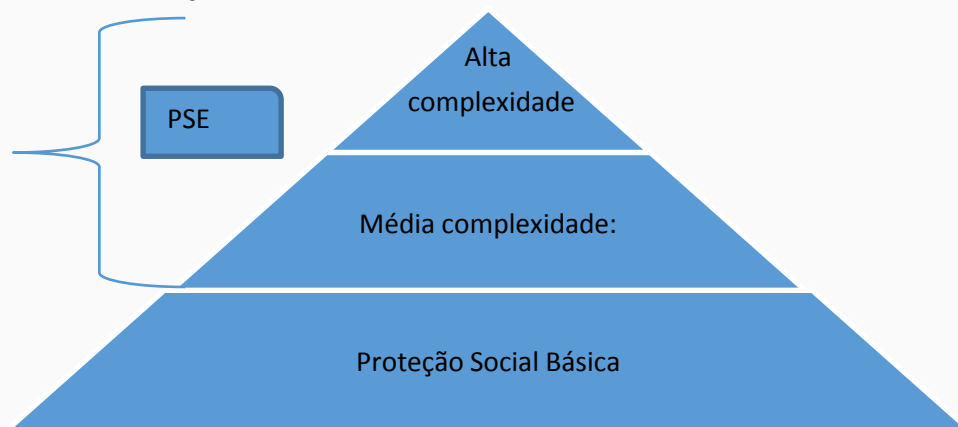 Alta
complexidade
PSE
Média complexidade:
Proteção Social Básica